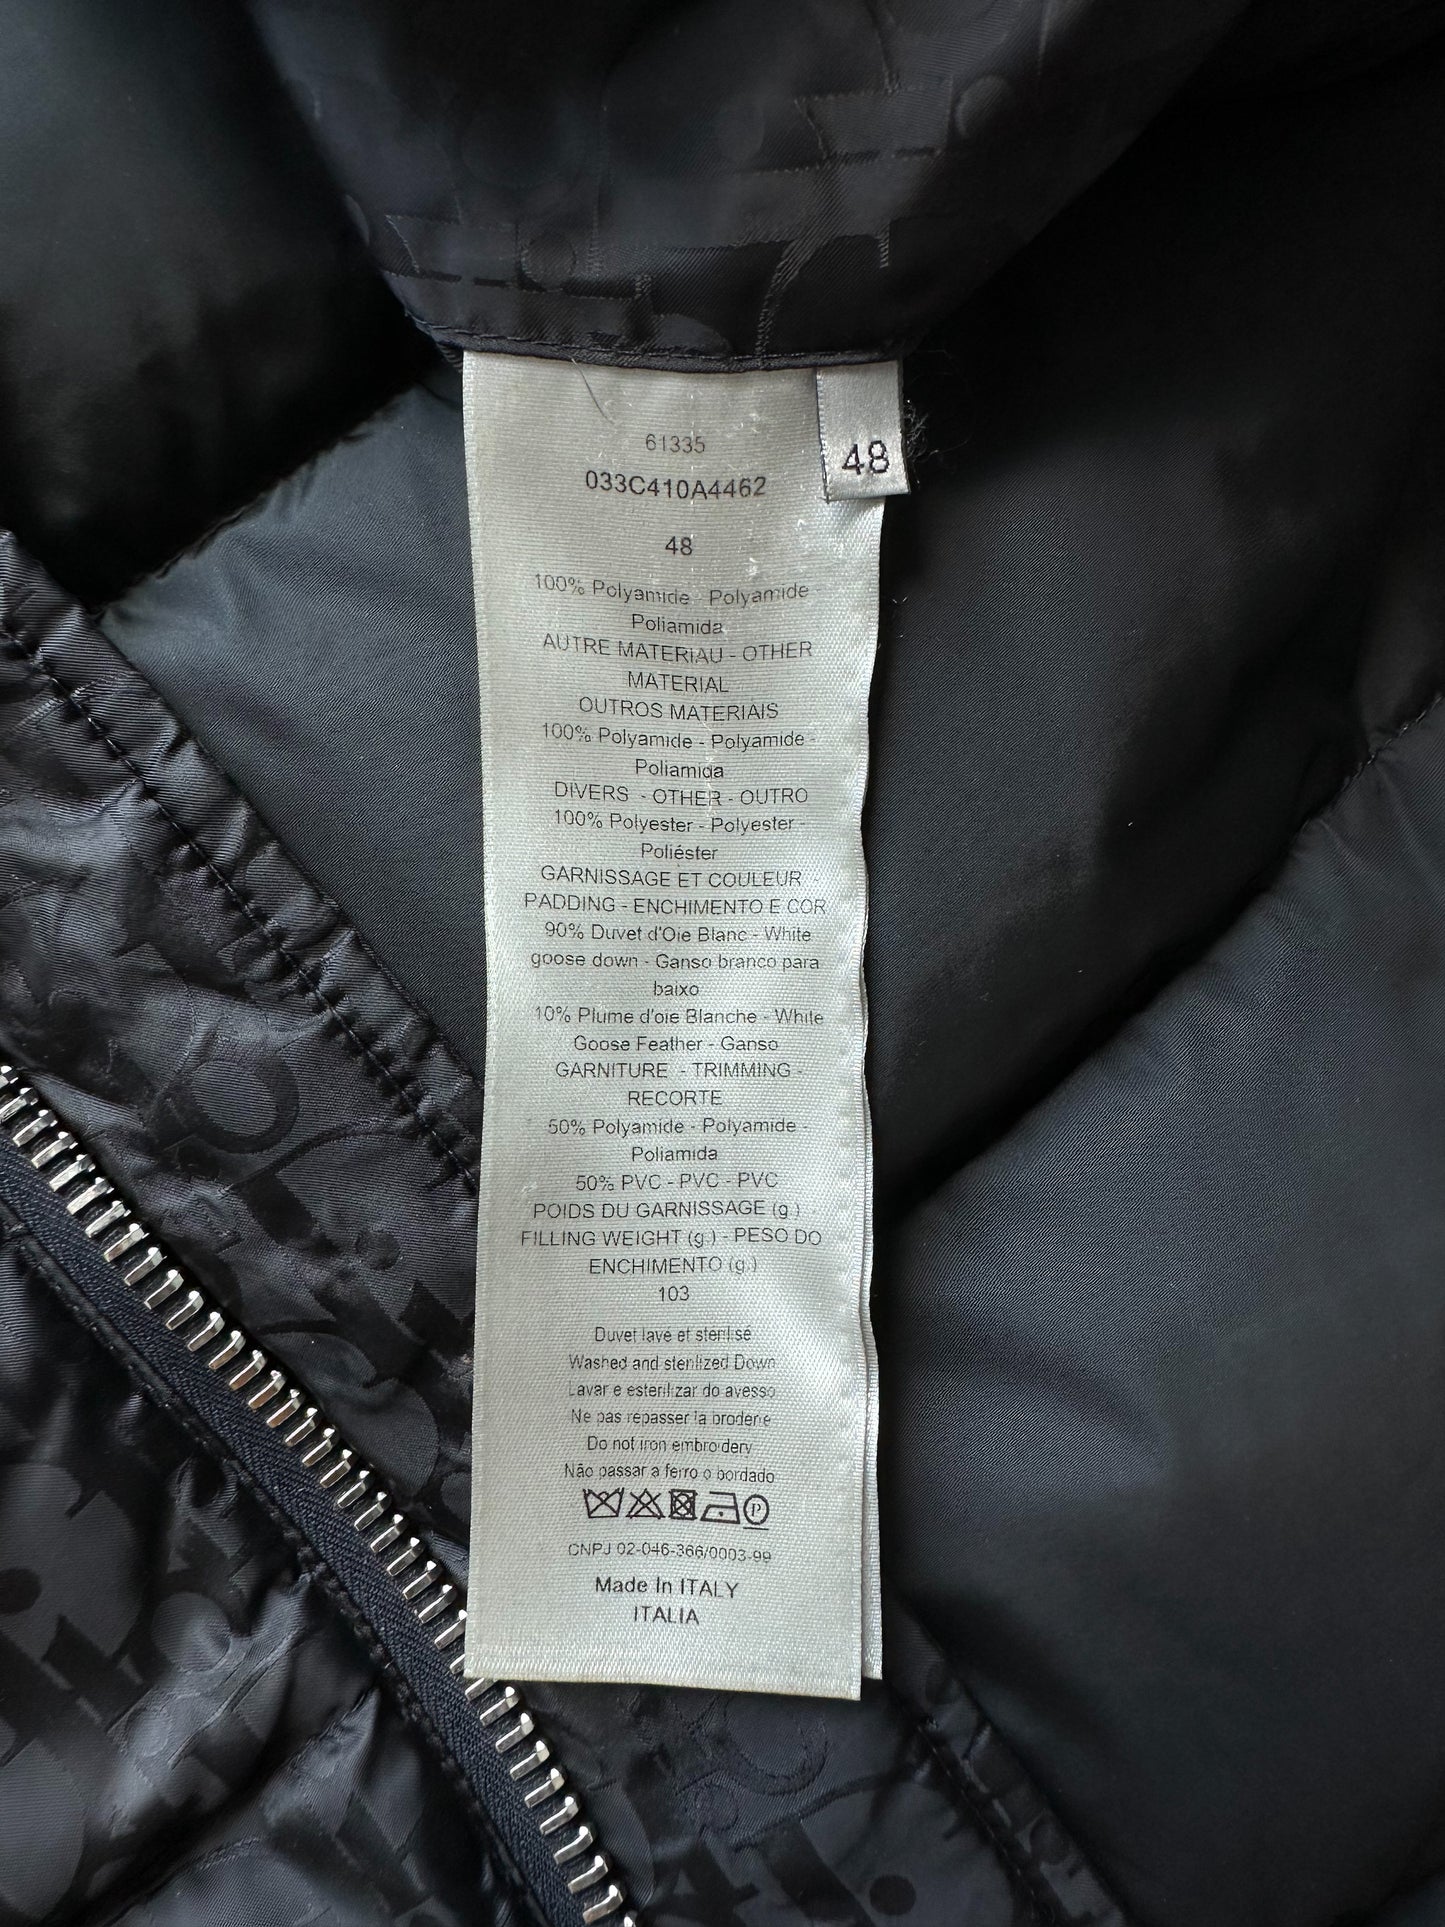 61335
033C410A4462
48
48
100% Polyamide - Polyamide -
Poliamida
AUTRE MATERIAU - OTHER
MATERIAL
OUTROS MATERIAIS
100% Polyamide - Polyamide -
Poliamida
DIVERS - OTHER - OUTRO
100% Polyester - Polyester -
Poliéster
GARNISSAGE ET COULEUR -
PADDING - ENCHIMENTO E COR
90% Duvet d'Oie Blanc - White
goose down - Ganso branco para
baixo
10% Plume d'oie Blanche - White
Goose Feather - Ganso
GARNITURE - TRIMMING -
RECORTE
50% Polyamide - Polyamide -
Poliamida
50% PVC - PVC - PVC
POIDS DU GARNISSAGE (g.) -
FILLING WEIGHT (g.) - PESO DO
ENCHIMENTO (g.)
103
Duvet lavé et stérilisé
Washed and sterilized Down
Lavar e esterilizar do avesso
Ne pas repasser la broderie
Do not iron embroidery
Não passar a ferro o bordado
P
CNPJ 02-046-366/0003-99
Made In ITALY
ITALIA